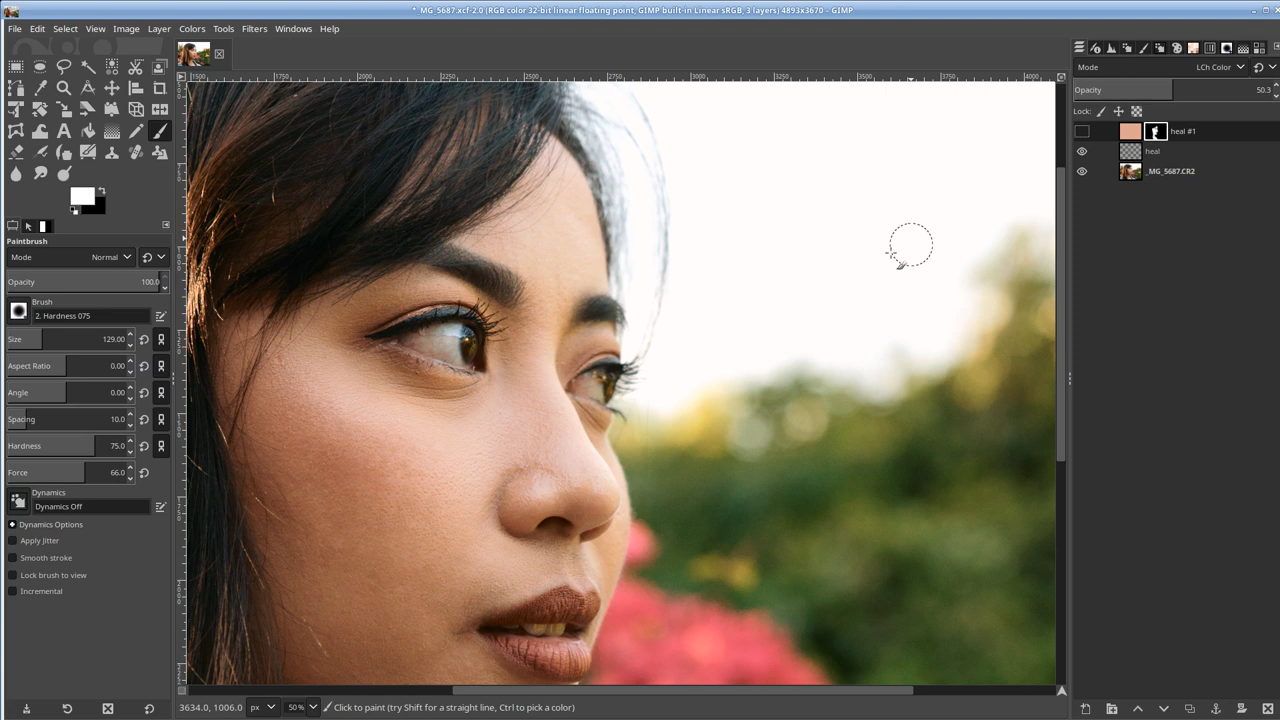 * _MG_5687.xcf-2.0 (RGB color 32-bit linear floating point, GIMP built-in Linear sRGB, 3 layers) 4893x3670 – GIMP
File Edit Select View Image Layer Colors Tools Filters Windows Help
1500 1750 2000 2250 2500 2750 3000 3250 3500 3750 4000
Mode LCh Color
Opacity 50.3
Lock:
heal #1
heal
_MG_5687.CR2
Paintbrush
Mode Normal
Opacity 100.0
Brush
2. Hardness 075
Size 129.00
Aspect Ratio 0.00
Angle 0.00
Spacing 10.0
Hardness 75.0
Force 66.0
Dynamics
Dynamics Off
Dynamics Options
Apply Jitter
Smooth stroke
Lock brush to view
Incremental
3634.0, 1006.0 px 50% Click to paint (try Shift for a straight line, Ctrl to pick a color)